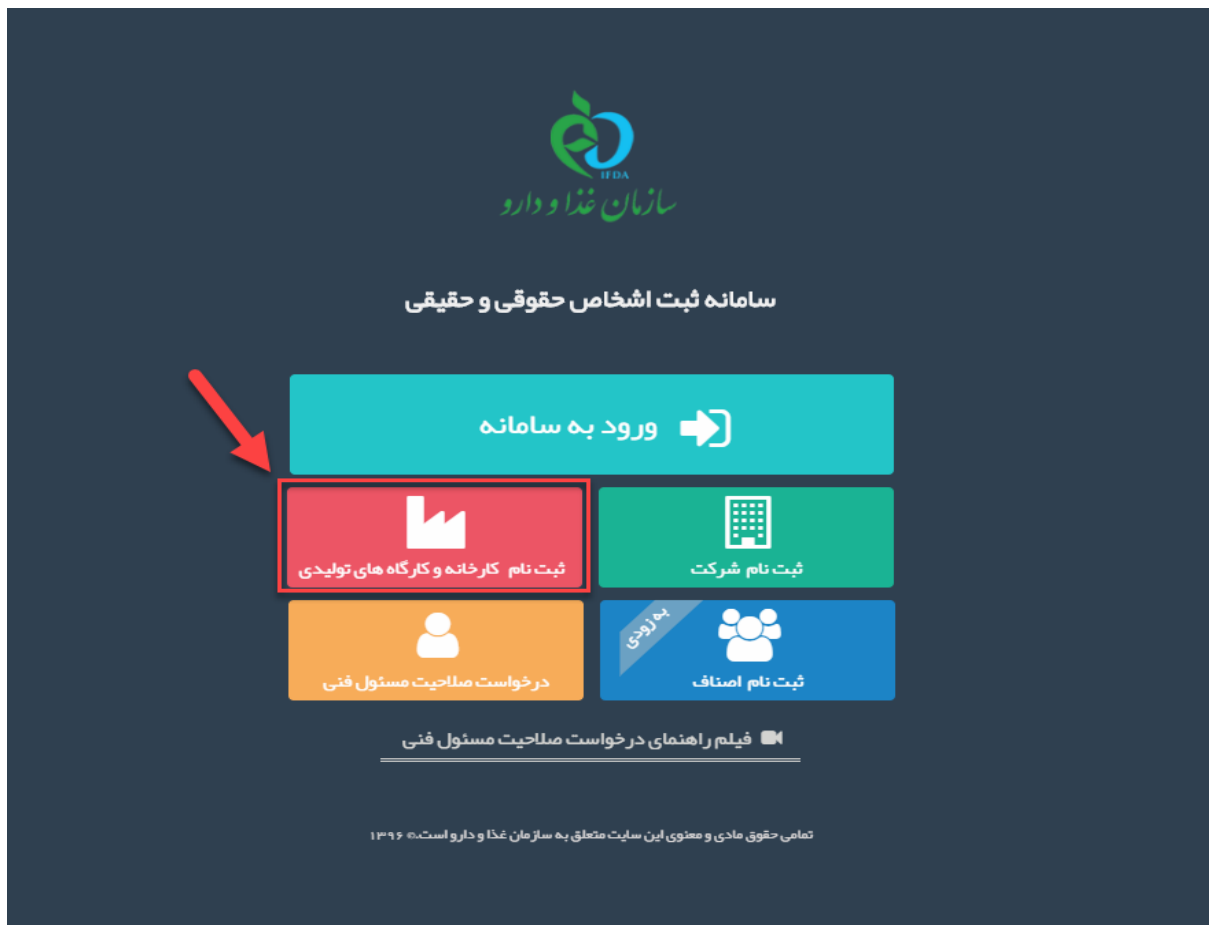 IFDA
سازمان غذا و دارو
سامانه ثبت اشخاص حقوقی و حقیقی
ورود به سامانه
ثبت نام شرکت
ثبت نام کارخانه و کارگاه های تولیدی
به زودی
ثبت نام اصناف
درخواست صلاحیت مسئول فنی
فیلم راهنمای درخواست صلاحیت مسئول فنی
تمامی حقوق مادی و معنوی این سایت متعلق به سازمان غذا و دارو است.© ۱۳۹۶